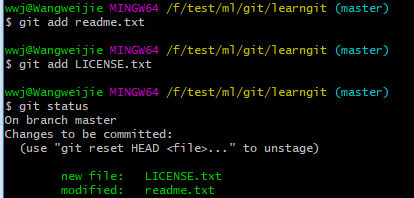 wwj@Wangweijie MINGW64 /f/test/ml/git/learngit (master)
$ git add readme.txt
wwj@Wangweijie MINGW64 /f/test/ml/git/learngit (master)
$ git add LICENSE.txt
wwj@Wangweijie MINGW64 /f/test/ml/git/learngit (master)
$ git status
On branch master
Changes to be committed:
  (use "git reset HEAD <file>..." to unstage)
        new file:   LICENSE.txt
        modified:   readme.txt